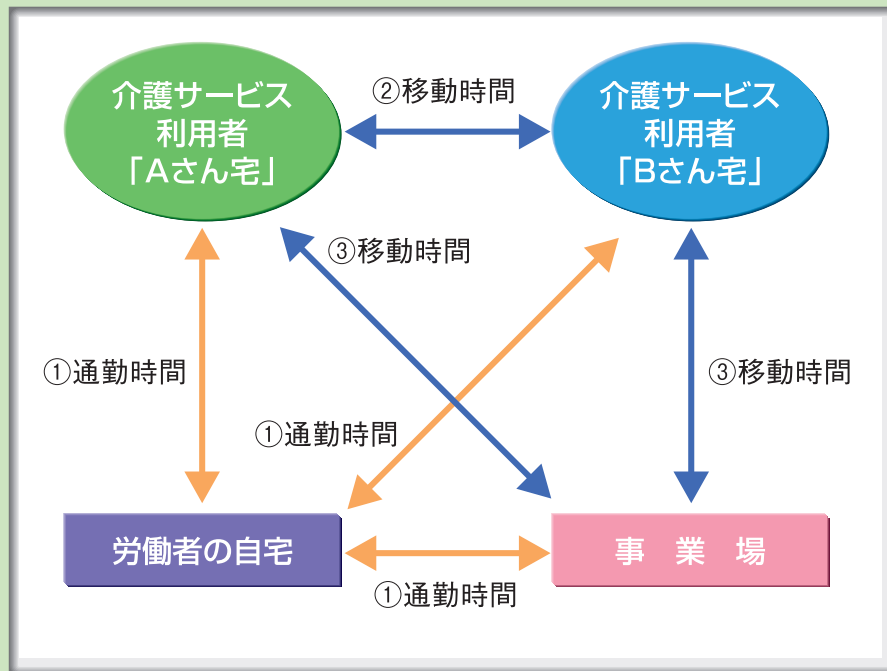 介護サービス
利用者
「Aさん宅」
②移動時間
介護サービス
利用者
「Bさん宅」
③移動時間
①通勤時間
③移動時間
①通勤時間
労働者の自宅
事　業　場
①通勤時間